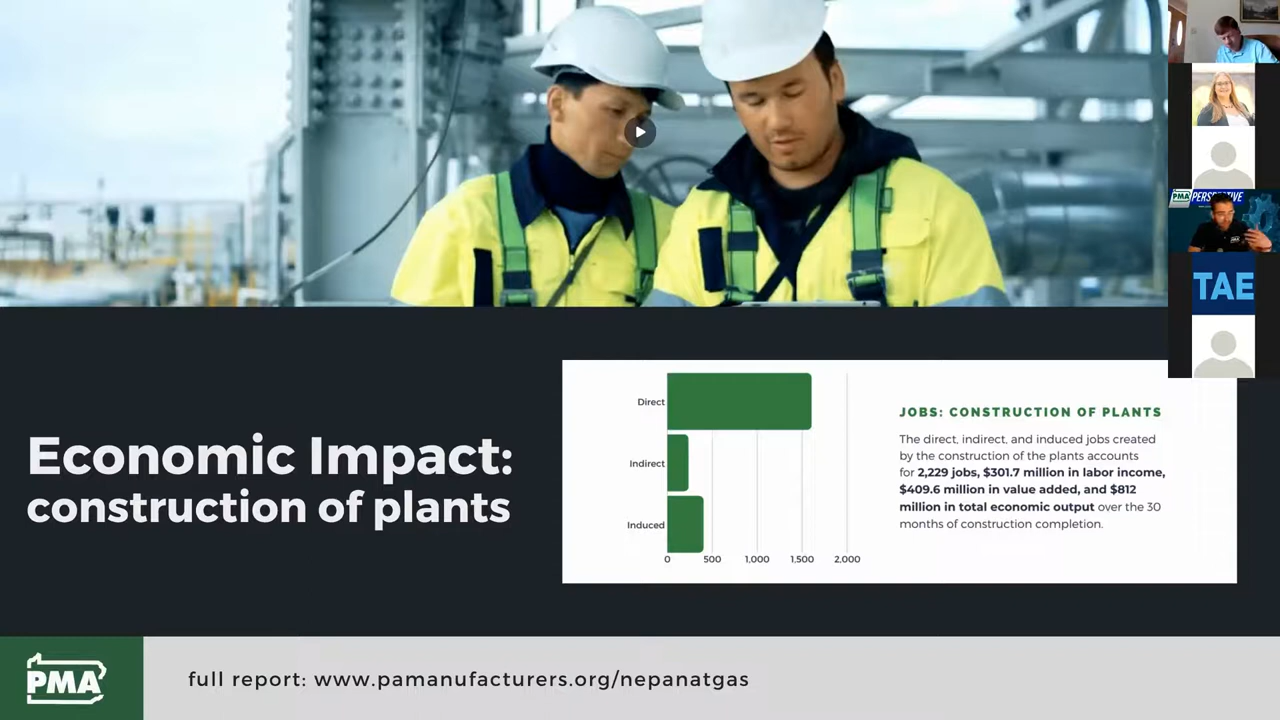 PMA PERSPECTIVE
PMA
TAE
Direct
Indirect
Induced
0 500 1,000 1,500 2,000
JOBS: CONSTRUCTION OF PLANTS
The direct, indirect, and induced jobs created
by the construction of the plants accounts
for 2,229 jobs, $301.7 million in labor income,
$409.6 million in value added, and $812
million in total economic output over the 30
months of construction completion.
Economic Impact:
construction of plants
PMA
full report: www.pamanufacturers.org/nepanatgas